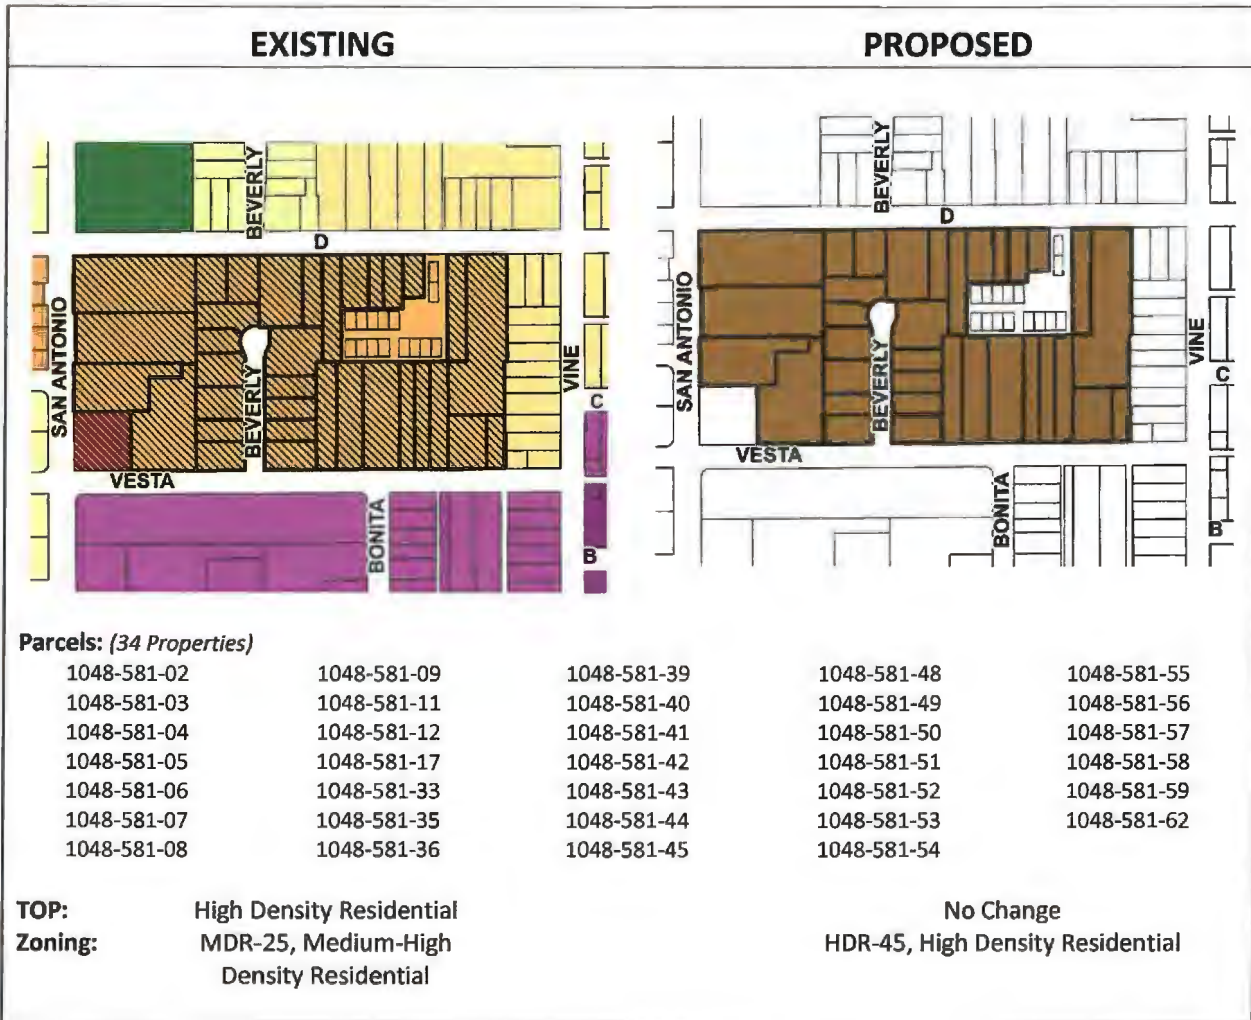 EXISTING
PROPOSED
BEVERLY
D
SAN ANTONIO
BEVERLY
VINE
C
VESTA
BONITA
B
BEVERLY
D
SAN ANTONIO
BEVERLY
VINE
C
VESTA
BONITA
B
Parcels: (34 Properties)
1048-581-02 1048-581-09 1048-581-39 1048-581-48 1048-581-55
1048-581-03 1048-581-11 1048-581-40 1048-581-49 1048-581-56
1048-581-04 1048-581-12 1048-581-41 1048-581-50 1048-581-57
1048-581-05 1048-581-17 1048-581-42 1048-581-51 1048-581-58
1048-581-06 1048-581-33 1048-581-43 1048-581-52 1048-581-59
1048-581-07 1048-581-35 1048-581-44 1048-581-53 1048-581-62
1048-581-08 1048-581-36 1048-581-45 1048-581-54
TOP: High Density Residential No Change
Zoning: MDR-25, Medium-High HDR-45, High Density Residential
Density Residential